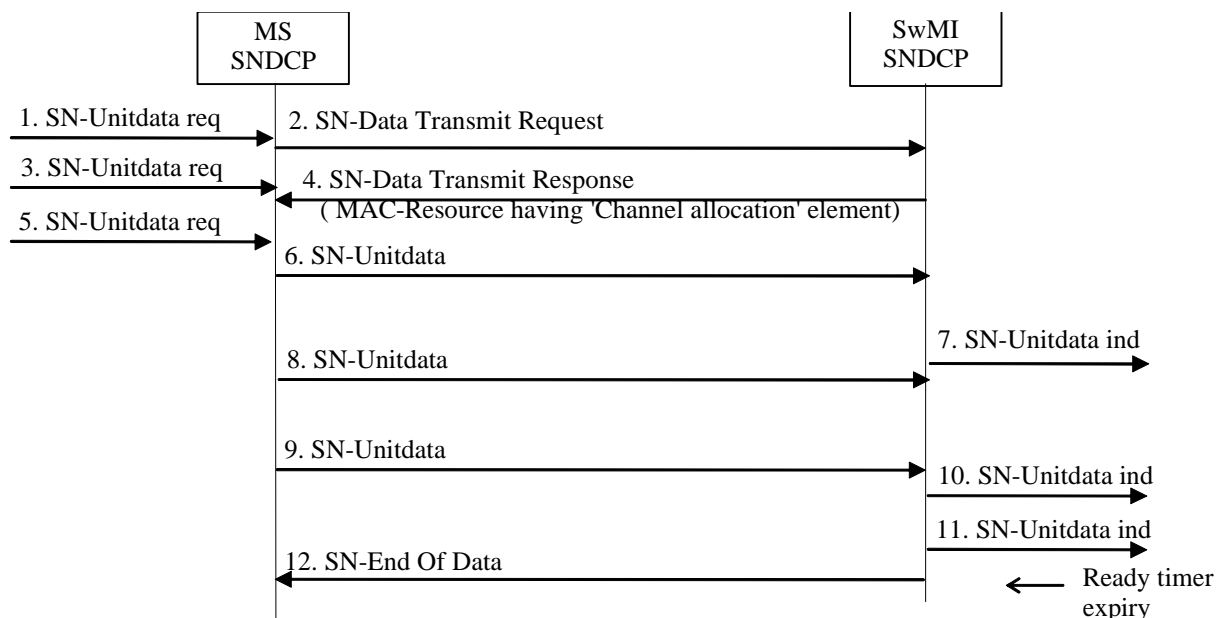 MS
SNDCP
SwMI
SNDCP
1. SN-Unitdata req
2. SN-Data Transmit Request
3. SN-Unitdata req
4. SN-Data Transmit Response
( MAC-Resource having 'Channel allocation' element)
5. SN-Unitdata req
6. SN-Unitdata
7. SN-Unitdata ind
8. SN-Unitdata
9. SN-Unitdata
10. SN-Unitdata ind
11. SN-Unitdata ind
12. SN-End Of Data
Ready timer
expiry